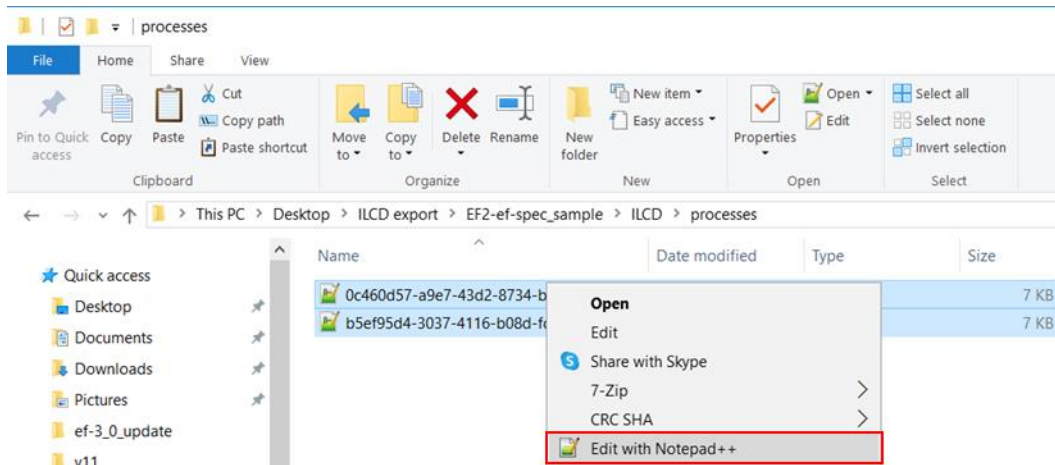 processes
File Home Share View
Pin to Quick access
Copy
Paste
Cut
Copy path
Paste shortcut
Clipboard
Move to
Copy to
Delete
Rename
Organize
New folder
New item
Easy access
New
Properties
Open
Edit
Open
Select all
Select none
Invert selection
Select
This PC > Desktop > ILCD export > EF2-ef-spec_sample > ILCD > processes
Name Date modified Type Size
Quick access
Desktop
Documents
Downloads
Pictures
ef-3_0_update
v11
0c460d57-a9e7-43d2-8734-b 7 KB
b5ef95d4-3037-4116-b08d-f 7 KB
Open
Edit
Share with Skype
7-Zip
CRC SHA
Edit with Notepad++